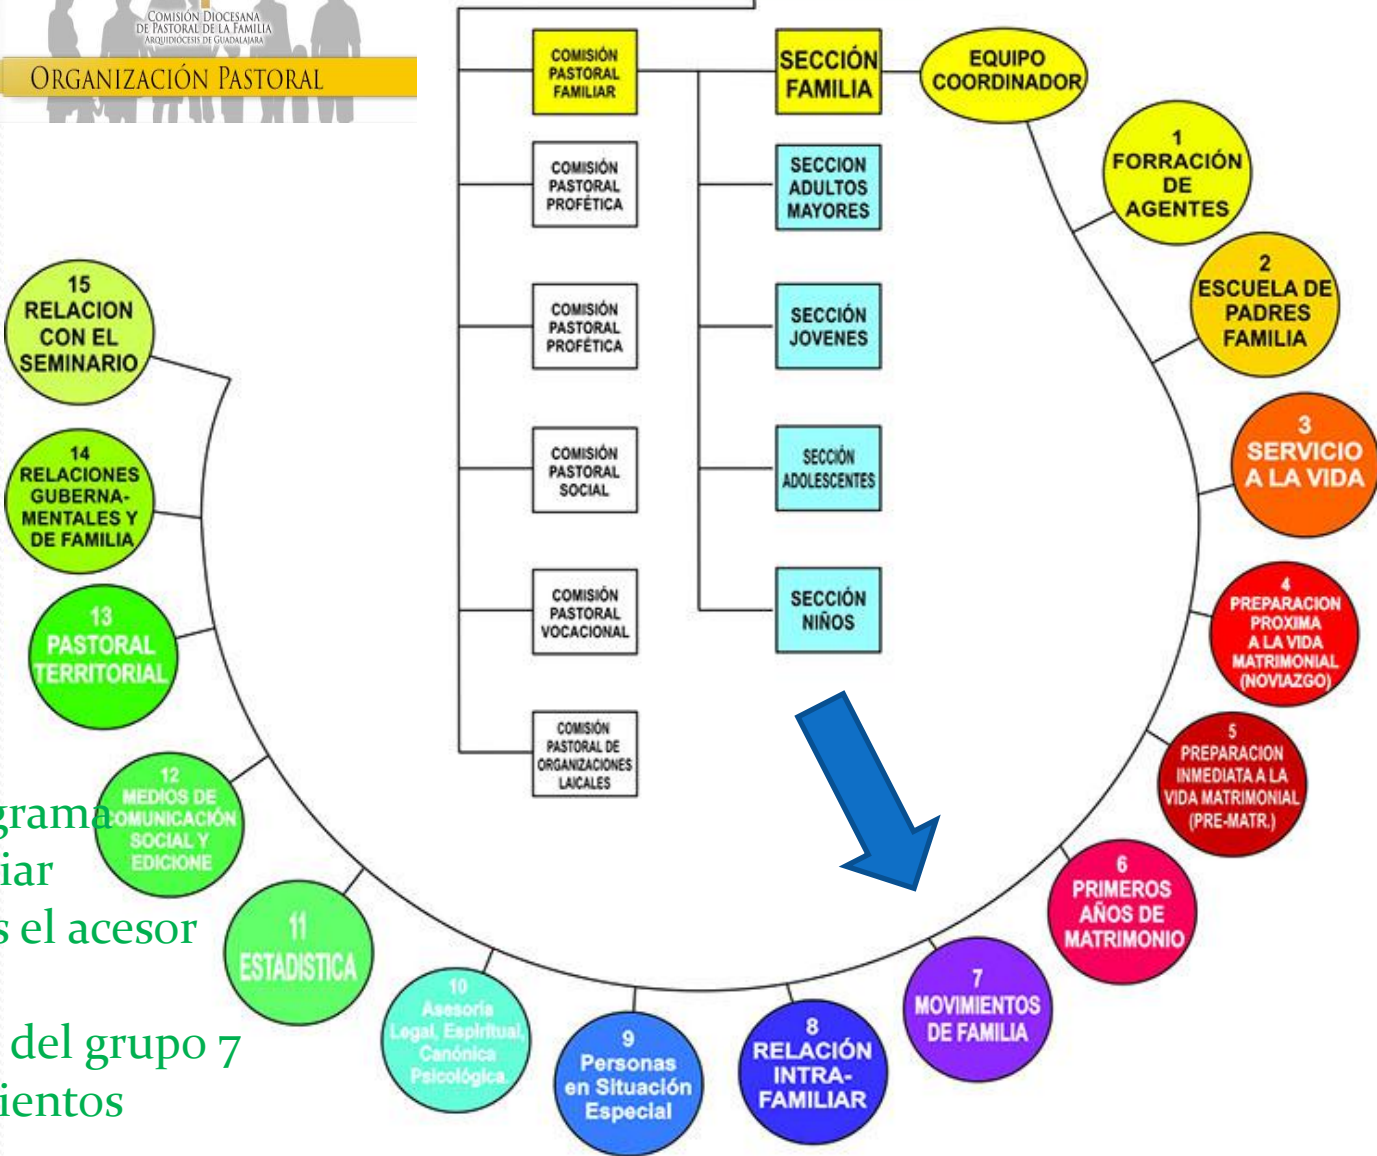 COMISIÓN DIOCESANA
DE PASTORAL DE LA FAMILIA
ARQUIDIÓCESIS DE GUADALAJARA
ORGANIZACIÓN PASTORAL
COMISIÓN
PASTORAL
FAMILIAR
SECCIÓN
FAMILIA
EQUIPO
COORDINADOR
COMISIÓN
PASTORAL
PROFÉTICA
SECCION
ADULTOS
MAYORES
COMISIÓN
PASTORAL
PROFÉTICA
SECCIÓN
JOVENES
COMISIÓN
PASTORAL
SOCIAL
SECCIÓN
ADOLESCENTES
COMISIÓN
PASTORAL
VOCACIONAL
SECCIÓN
NIÑOS
COMISIÓN
PASTORAL DE
ORGANIZACIONES
LAICALES
1
FORRACIÓN
DE
AGENTES
2
ESCUELA DE
PADRES
FAMILIA
3
SERVICIO
A LA VIDA
4
PREPARACION
PROXIMA
A LA VIDA
MATRIMONIAL
(NOVIAZGO)
5
PREPARACION
INMEDIATA A LA
VIDA MATRIMONIAL
(PRE-MATR.)
6
PRIMEROS
AÑOS DE
MATRIMONIO
7
MOVIMIENTOS
DE FAMILIA
8
RELACIÓN
INTRA-
FAMILIAR
9
Personas
en Situación
Especial
10
Asesoría
Legal, Espiritual,
Canónica
Psicológica
11
ESTADISTICA
12
MEDIOS DE
COMUNICACIÓN
SOCIAL Y
EDICIONE
13
PASTORAL
TERRITORIAL
14
RELACIONES
GUBERNA-
MENTALES Y
DE FAMILIA
15
RELACION
CON EL
SEMINARIO
grama
iar
s el acesor
del grupo 7
ientos